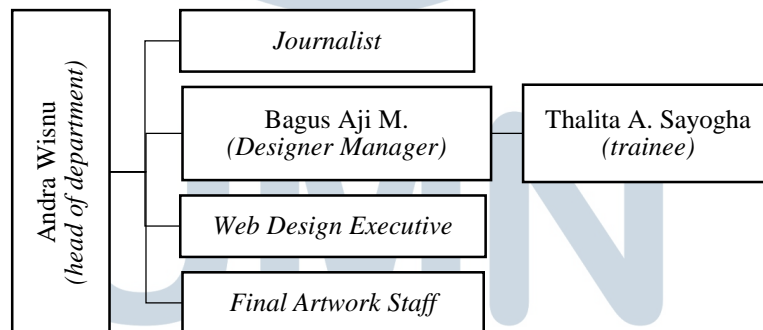 Andra Wisnu
(head of department)
Journalist
Bagus Aji M.
(Designer Manager)
Thalita A. Sayogha
(trainee)
Web Design Executive
Final Artwork Staff
UMN